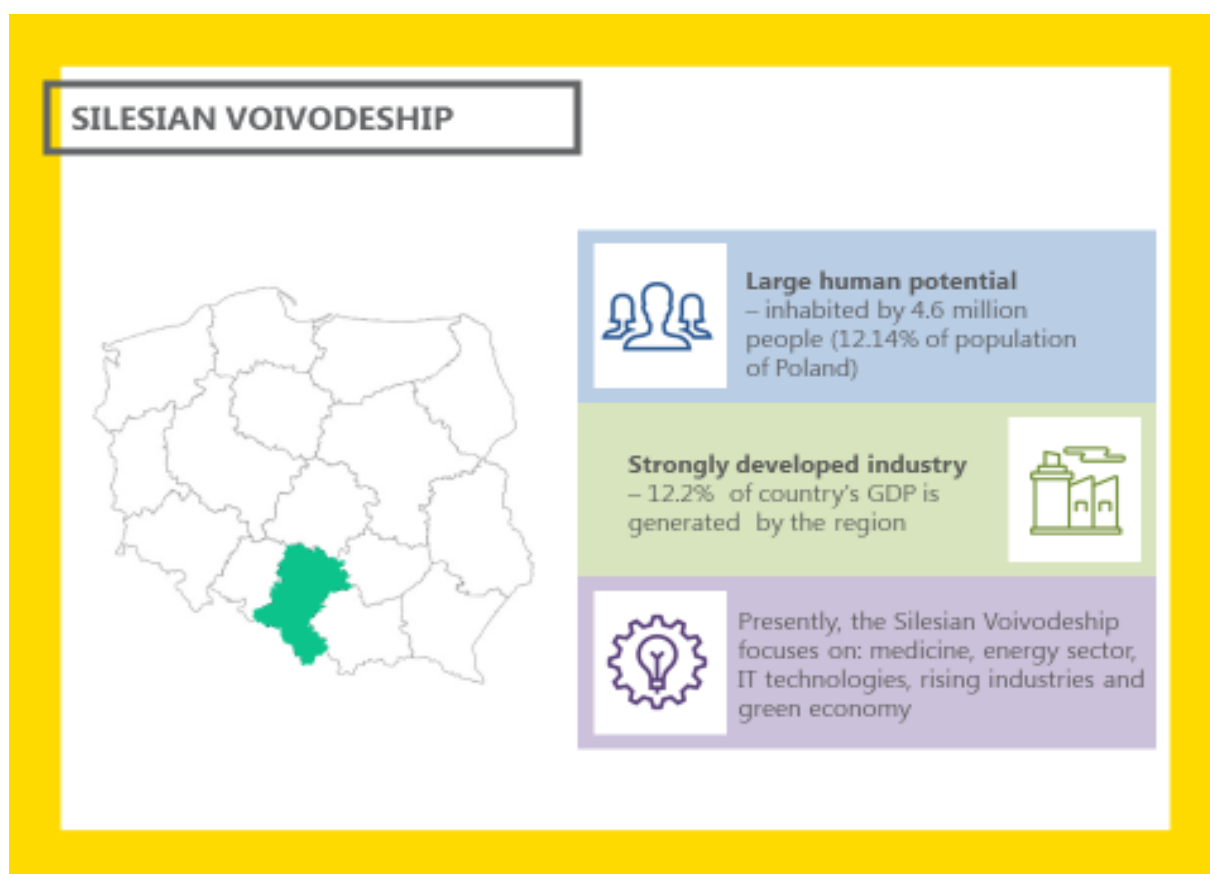 SILESIAN VOIVODESHIP
Large human potential
– inhabited by 4.6 million
people (12.14% of population
of Poland)
Strongly developed industry
– 12.2% of country's GDP is
generated by the region
Presently, the Silesian Voivodeship
focuses on: medicine, energy sector,
IT technologies, rising industries and
green economy